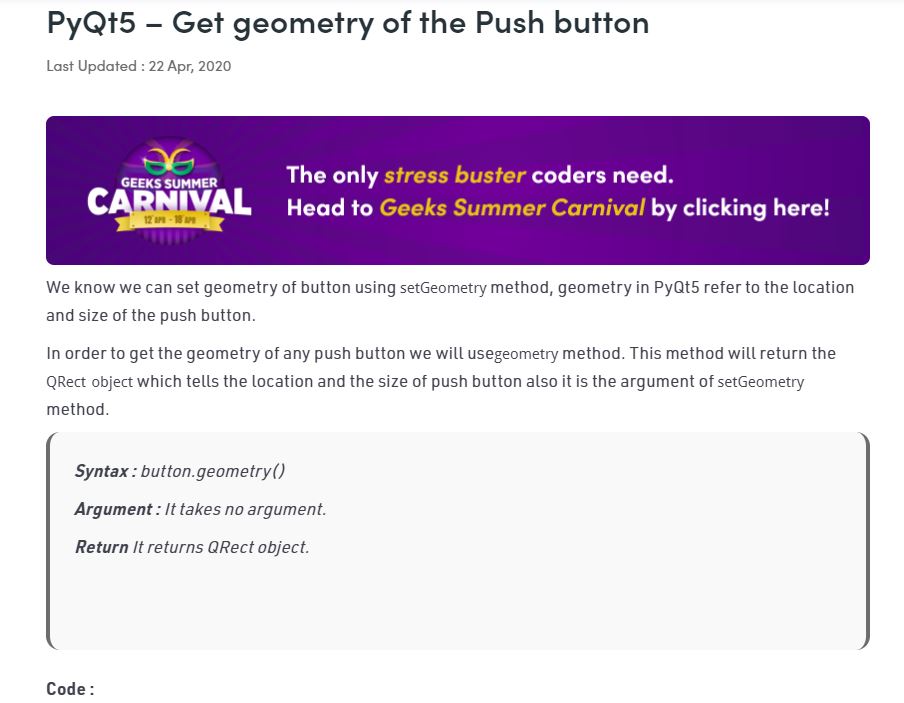 PyQt5 – Get geometry of the Push button
Last Updated : 22 Apr, 2020
GEEKS SUMMER
CARNIVAL
12 APR - 18 APR
The only stress buster coders need.
Head to Geeks Summer Carnival by clicking here!
We know we can set geometry of button using setGeometry method, geometry in PyQt5 refer to the location
and size of the push button.
In order to get the geometry of any push button we will usegeometry method. This method will return the
QRect object which tells the location and the size of push button also it is the argument of setGeometry
method.
Syntax : button.geometry()
Argument : It takes no argument.
Return It returns QRect object.
Code :